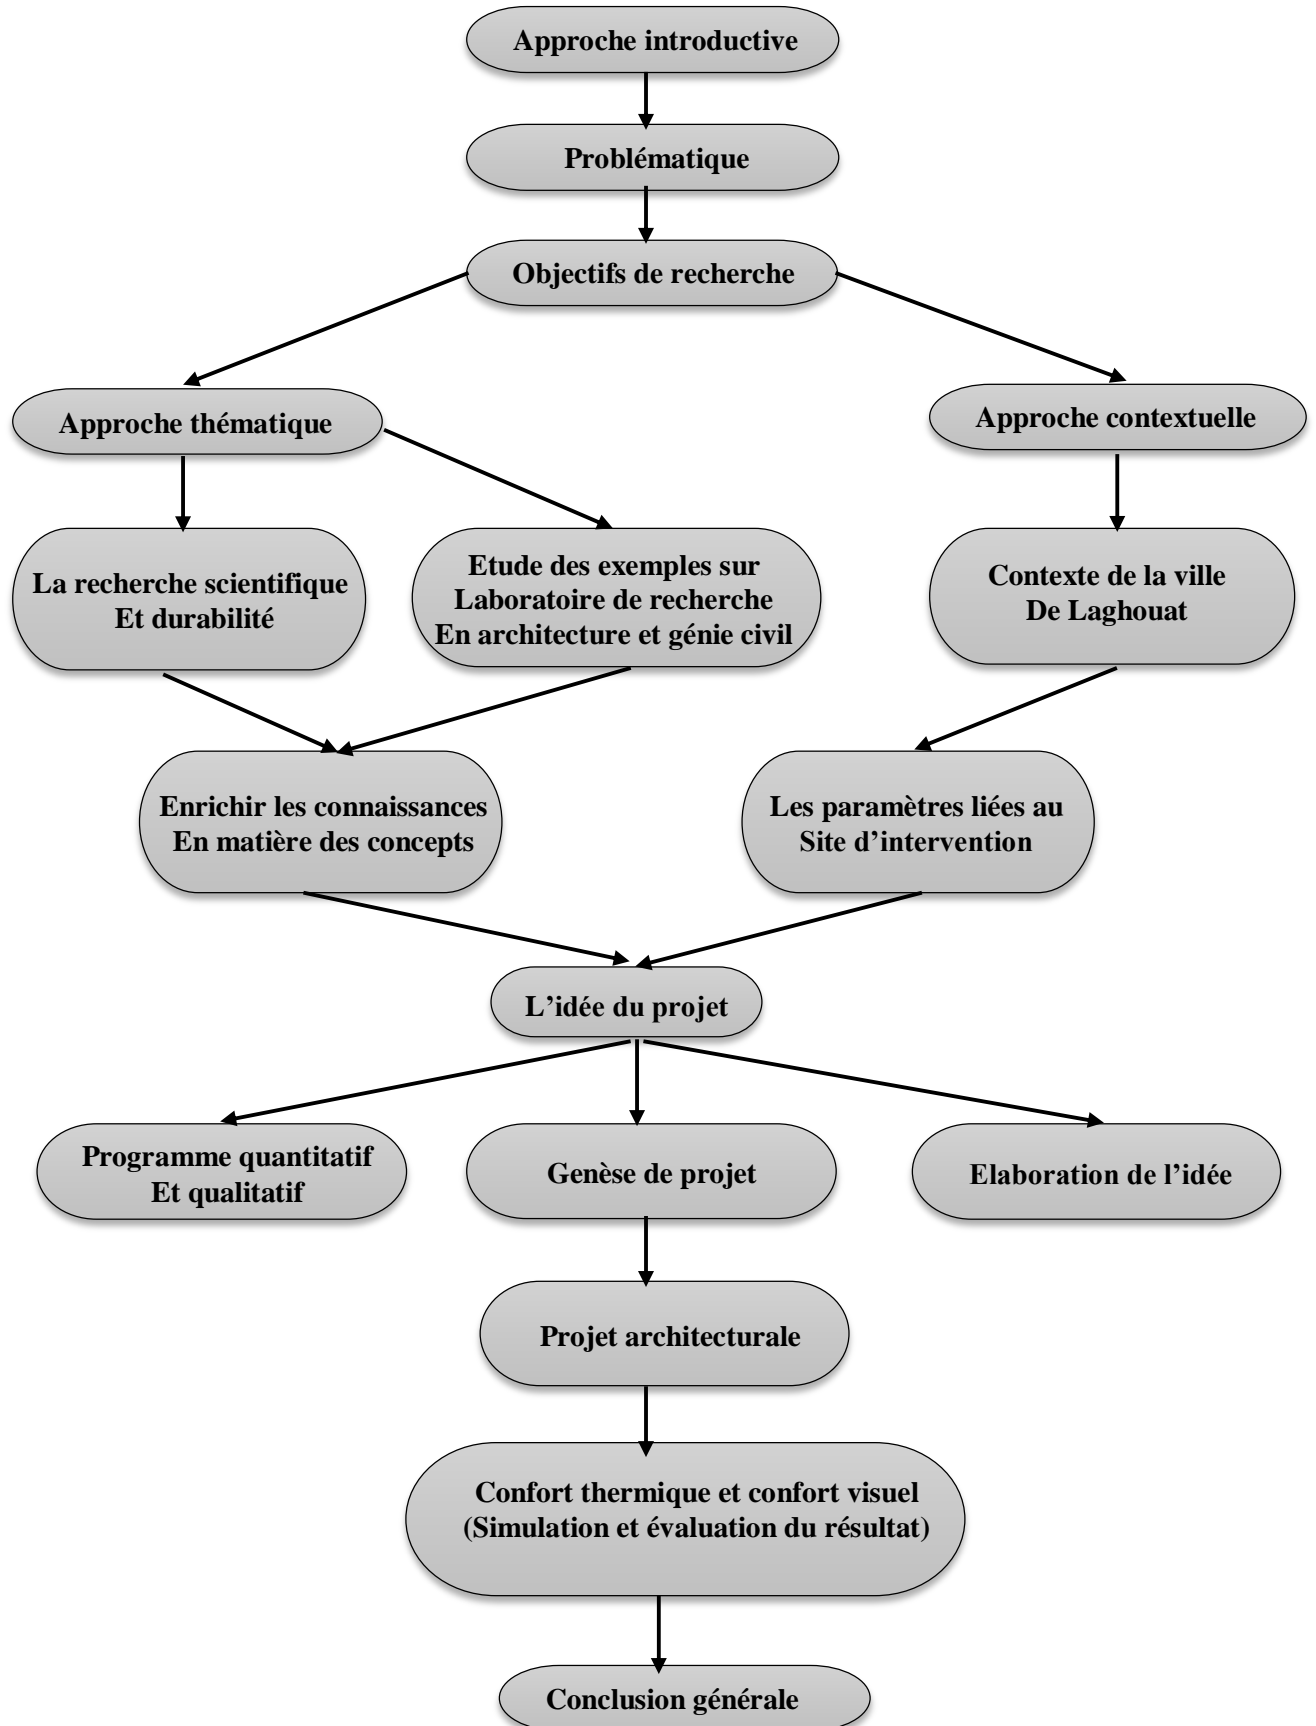 Approche introductive
Problématique
Objectifs de recherche
Approche thématique
Approche contextuelle
La recherche scientifique
Et durabilité
Etude des exemples sur
Laboratoire de recherche
En architecture et génie civil
Contexte de la ville
De Laghouat
Enrichir les connaissances
En matière des concepts
Les paramètres liées au
Site d’intervention
L’idée du projet
Programme quantitatif
Et qualitatif
Genèse de projet
Elaboration de l’idée
Projet architecturale
Confort thermique et confort visuel
(Simulation et évaluation du résultat)
Conclusion générale